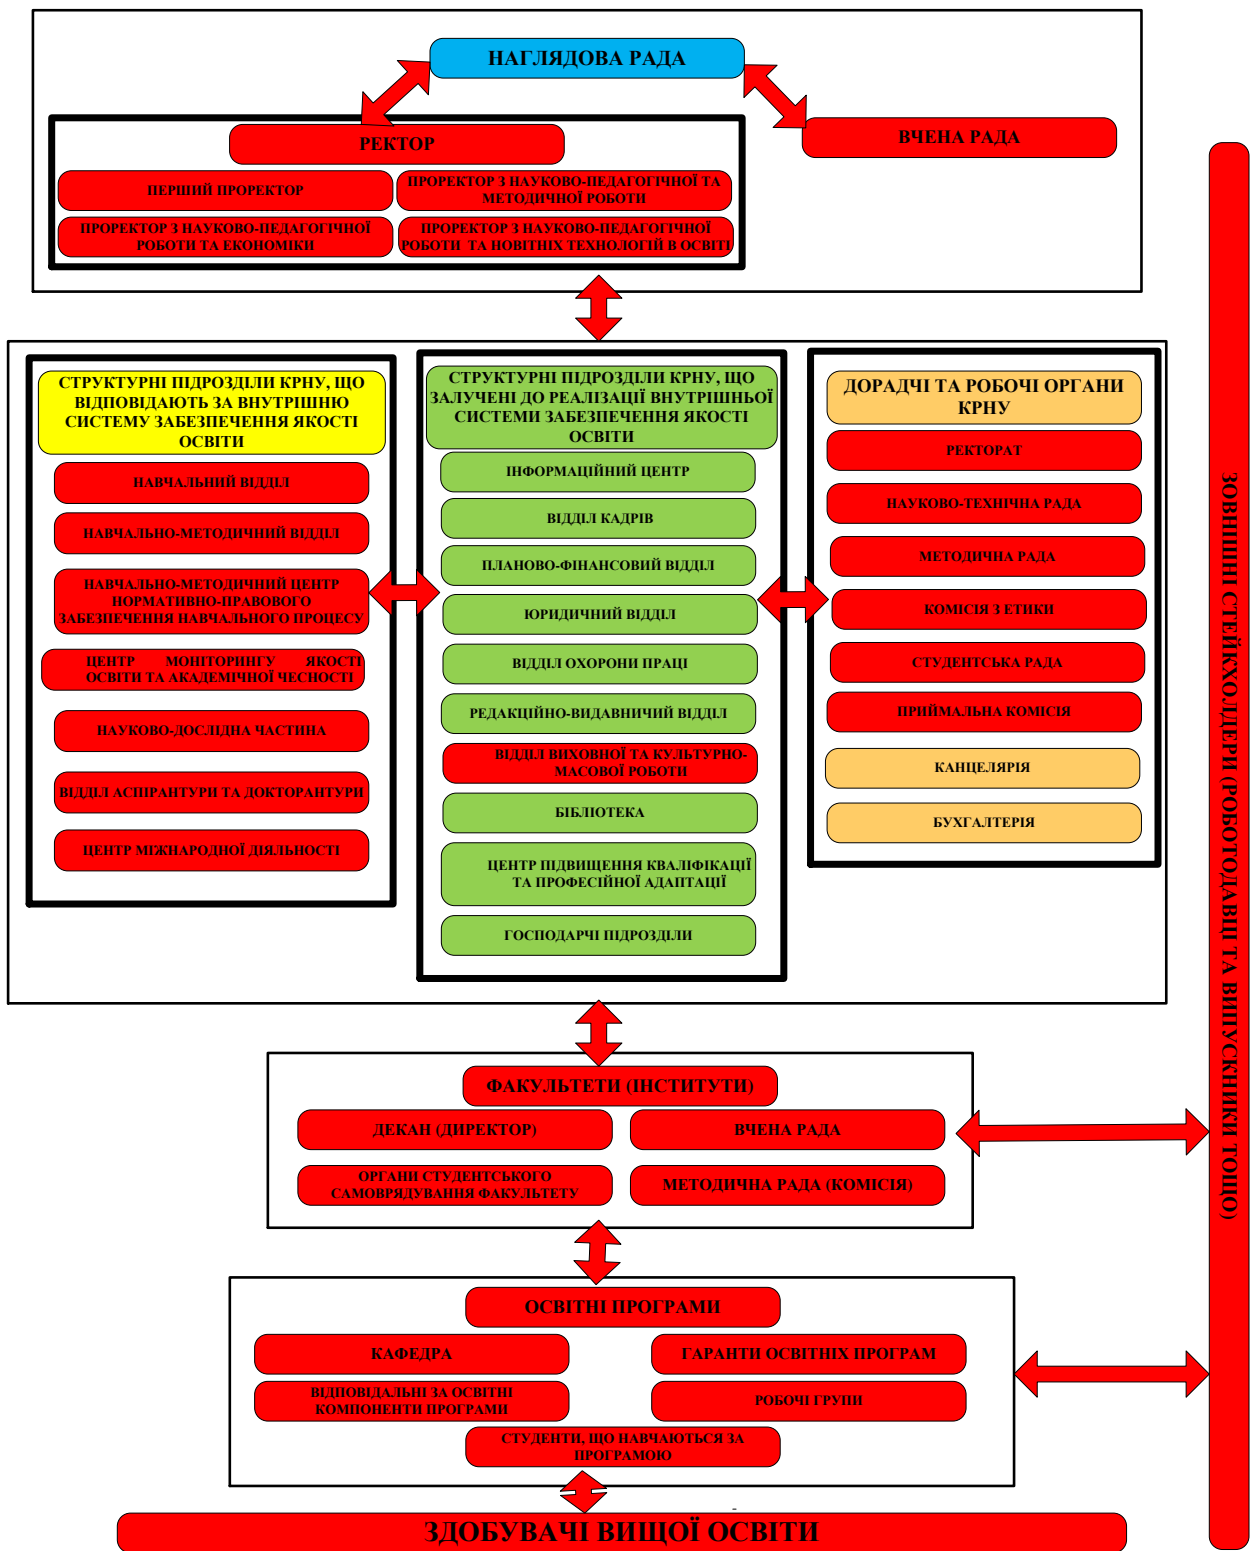 НАГЛЯДОВА РАДА
РЕКТОР
ВЧЕНА РАДА
ПЕРШИЙ ПРОРЕКТОР
ПРОРЕКТОР З НАУКОВО-ПЕДАГОГІЧНОЇ ТА
МЕТОДИЧНОЇ РОБОТИ
ПРОРЕКТОР З НАУКОВО-ПЕДАГОГІЧНОЇ
РОБОТИ ТА ЕКОНОМІКИ
ПРОРЕКТОР З НАУКОВО-ПЕДАГОГІЧНОЇ
РОБОТИ ТА НОВІТНІХ ТЕХНОЛОГІЙ В ОСВІТІ
СТРУКТУРНІ ПІДРОЗДІЛИ КРНУ, ЩО
ВІДПОВІДАЮТЬ ЗА ВНУТРІШНЮ
СИСТЕМУ ЗАБЕЗПЕЧЕННЯ ЯКОСТІ
ОСВІТИ
НАВЧАЛЬНИЙ ВІДДІЛ
НАВЧАЛЬНО-МЕТОДИЧНИЙ ВІДДІЛ
НАВЧАЛЬНО-МЕТОДИЧНИЙ ЦЕНТР
НОРМАТИВНО-ПРАВОВОГО
ЗАБЕЗПЕЧЕННЯ НАВЧАЛЬНОГО ПРОЦЕСУ
ЦЕНТР МОНІТОРИНГУ ЯКОСТІ
ОСВІТИ ТА АКАДЕМІЧНОЇ ЧЕСНОСТІ
НАУКОВО-ДОСЛІДНА ЧАСТИНА
ВІДДІЛ АСПІРАНТУРИ ТА ДОКТОРАНТУРИ
ЦЕНТР МІЖНАРОДНОЇ ДІЯЛЬНОСТІ
СТРУКТУРНІ ПІДРОЗДІЛИ КРНУ, ЩО
ЗАЛУЧЕНІ ДО РЕАЛІЗАЦІЇ ВНУТРІШНЬОЇ
СИСТЕМИ ЗАБЕЗПЕЧЕННЯ ЯКОСТІ
ОСВІТИ
ІНФОРМАЦІЙНИЙ ЦЕНТР
ВІДДІЛ КАДРІВ
ПЛАНОВО-ФІНАНСОВИЙ ВІДДІЛ
ЮРИДИЧНИЙ ВІДДІЛ
ВІДДІЛ ОХОРОНИ ПРАЦІ
РЕДАКЦІЙНО-ВИДАВНИЧИЙ ВІДДІЛ
ВІДДІЛ ВИХОВНОЇ ТА КУЛЬТУРНО-
МАСОВОЇ РОБОТИ
БІБЛІОТЕКА
ЦЕНТР ПІДВИЩЕННЯ КВАЛІФІКАЦІЇ
ТА ПРОФЕСІЙНОЇ АДАПТАЦІЇ
ГОСПОДАРЧІ ПІДРОЗДІЛИ
ДОРАДЧІ ТА РОБОЧІ ОРГАНИ
КРНУ
РЕКТОРАТ
НАУКОВО-ТЕХНІЧНА РАДА
МЕТОДИЧНА РАДА
КОМІСІЯ З ЕТИКИ
СТУДЕНТСЬКА РАДА
ПРИЙМАЛЬНА КОМІСІЯ
КАНЦЕЛЯРІЯ
БУХГАЛТЕРІЯ
ЗОВНІШНІ СТЕЙКХОЛДЕРИ (РОБОТОДАВЦІ ТА ВИПУСКНИКИ ТОЩО)
ФАКУЛЬТЕТИ (ІНСТИТУТИ)
ДЕКАН (ДИРЕКТОР)
ВЧЕНА РАДА
ОРГАНИ СТУДЕНТСЬКОГО
САМОВРЯДУВАННЯ ФАКУЛЬТЕТУ
МЕТОДИЧНА РАДА (КОМІСІЯ)
ОСВІТНІ ПРОГРАМИ
КАФЕДРА
ГАРАНТИ ОСВІТНІХ ПРОГРАМ
ВІДПОВІДАЛЬНІ ЗА ОСВІТНІ
КОМПОНЕНТИ ПРОГРАМИ
РОБОЧІ ГРУПИ
СТУДЕНТИ, ЩО НАВЧАЮТЬСЯ ЗА
ПРОГРАМОЮ
ЗДОБУВАЧІ ВИЩОЇ ОСВІТИ